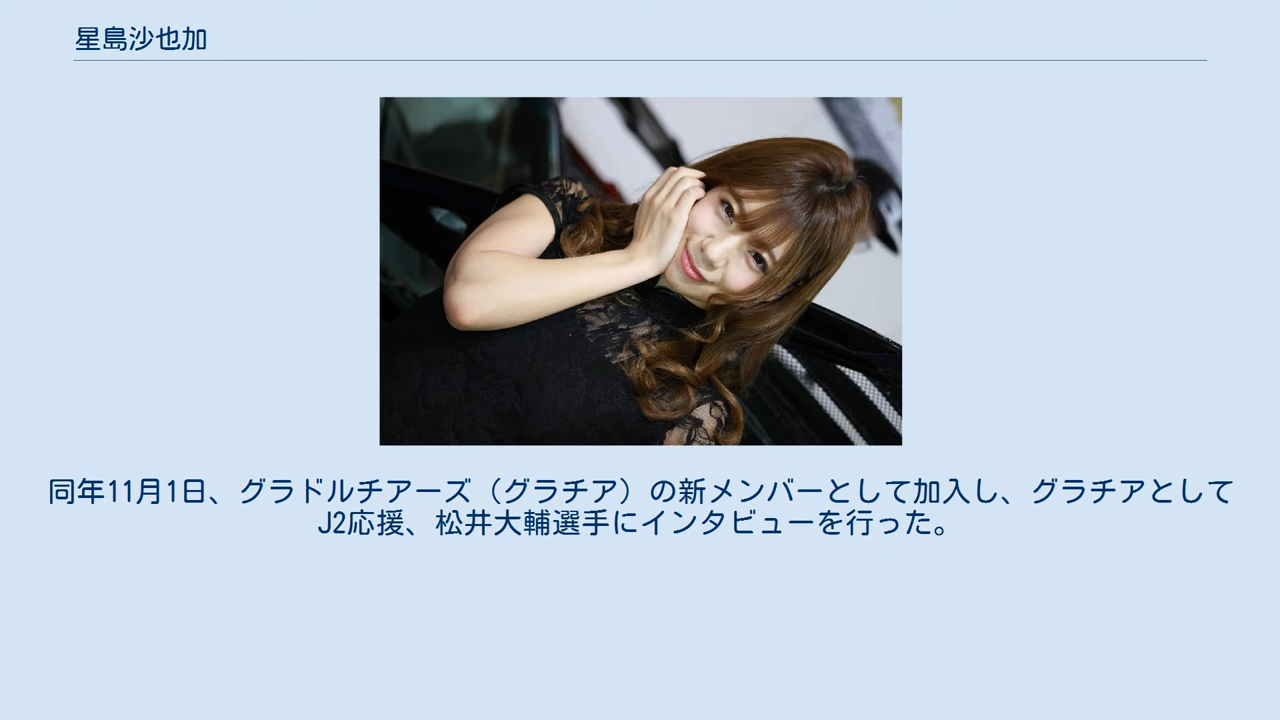 星島沙也加
同年11月1日、グラドルチアーズ（グラチア）の新メンバーとして加入し、グラチアとして
J2応援、松井大輔選手にインタビューを行った。